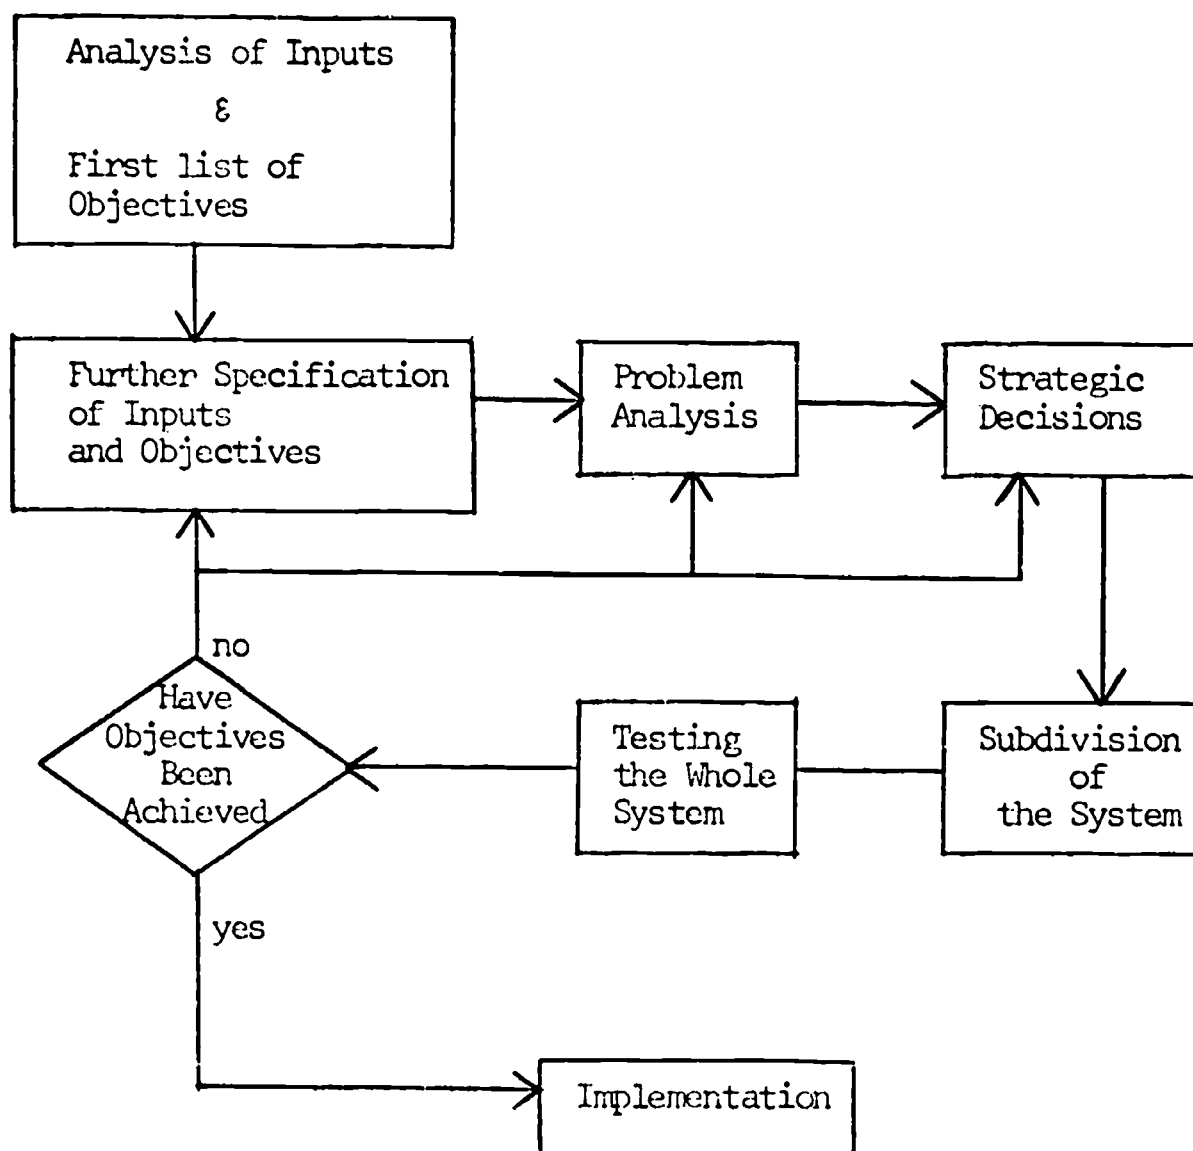 Analysis of Inputs
&
First list of
Objectives
Further Specification
of Inputs
and Objectives
Problem
Analysis
Strategic
Decisions
no
Have
Objectives
Been
Achieved
Testing
the Whole
System
Subdivision
of
the System
yes
Implementation